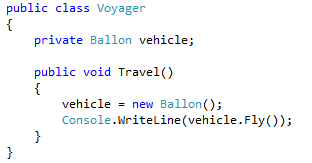 public class Voyager
{
    private Ballon vehicle;

    public void Travel()
    {
        vehicle = new Ballon();
        Console.WriteLine(vehicle.Fly());
    }
}